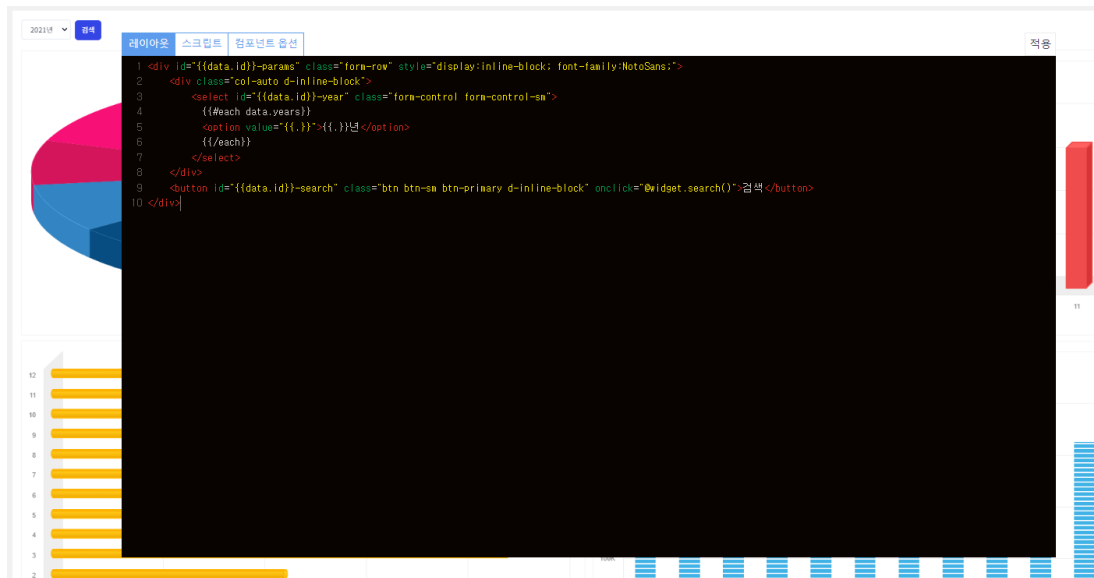 2021년 검색
레이아웃 스크립트 컴포넌트 옵션 적용
1 <div id="{{data.id}}-params" class="form-row" style="display:inline-block; font-family:NotoSans;">
2 <div class="col-auto d-inline-block">
3 <select id="{{data.id}}-year" class="form-control form-control-sm">
4 {{#each data.years}}
5 <option value="{{.}}">{{.}}년</option>
6 {{/each}}
7 </select>
8 </div>
9 <button id="{{data.id}}-search" class="btn btn-sm btn-primary d-inline-block" onclick="@widget.search()">검색</button>
10 </div>
11
12
11
10
9
8
7
6
5
4
3
2